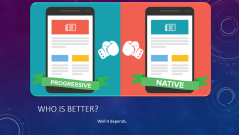 PROGRESSIVE
NATIVE
WHO IS BETTER?
Well it depends.